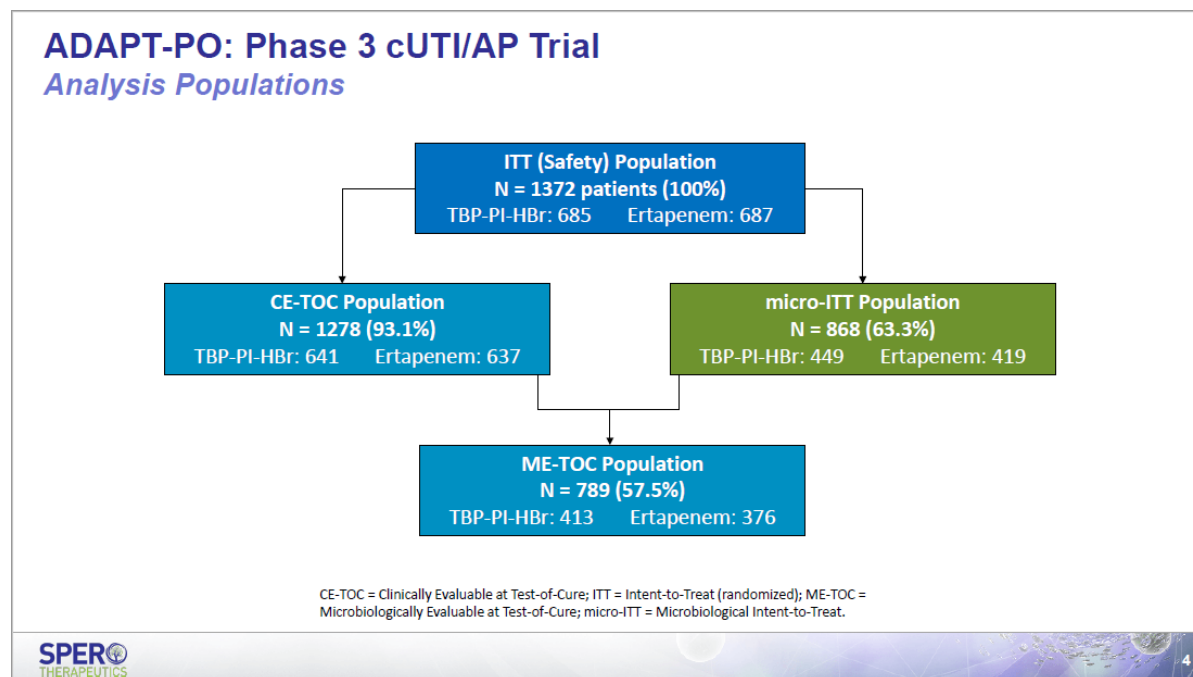 ADAPT-PO: Phase 3 cUTI/AP Trial
Analysis Populations
ITT (Safety) Population
N = 1372 patients (100%)
TBP-PI-HBr: 685 Ertapenem: 687
CE-TOC Population
N = 1278 (93.1%)
TBP-PI-HBr: 641 Ertapenem: 637
micro-ITT Population
N = 868 (63.3%)
TBP-PI-HBr: 449 Ertapenem: 419
ME-TOC Population
N = 789 (57.5%)
TBP-PI-HBr: 413 Ertapenem: 376
CE-TOC = Clinically Evaluable at Test-of-Cure; ITT = Intent-to-Treat (randomized); ME-TOC =
Microbiologically Evaluable at Test-of-Cure; micro-ITT = Microbiological Intent-to-Treat.
SPERO
THERAPEUTICS
4